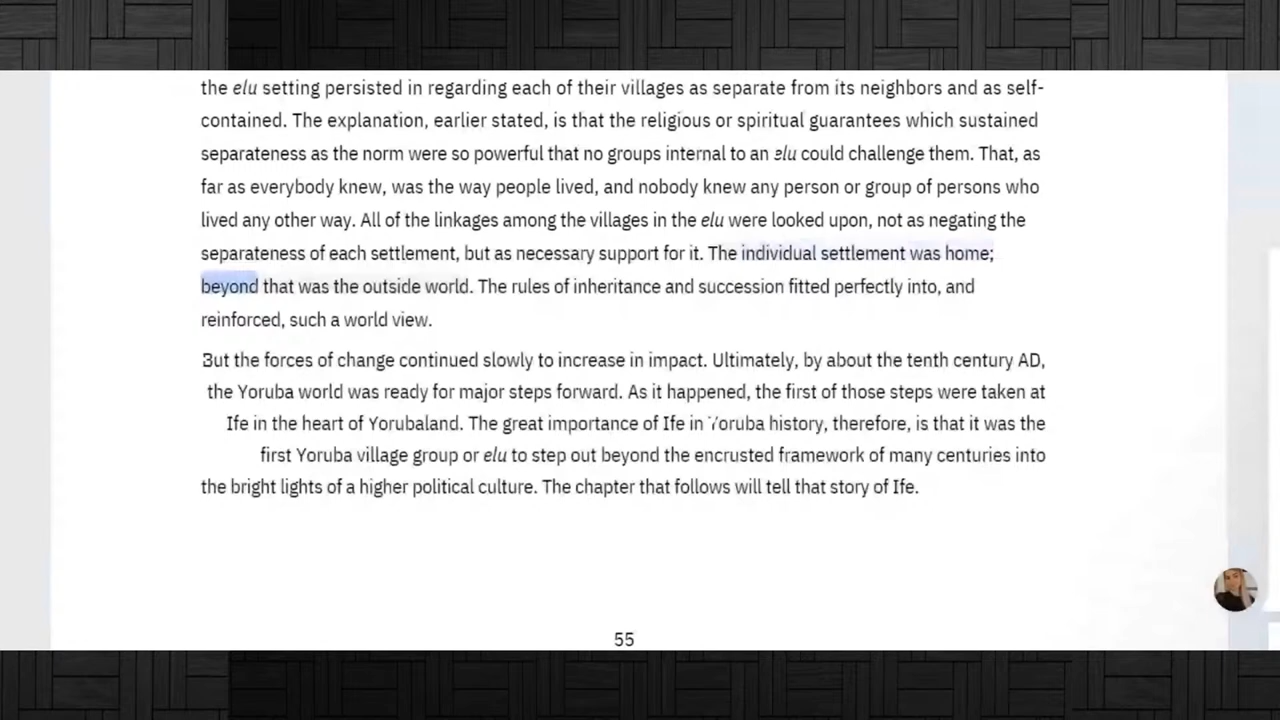 the elu setting persisted in regarding each of their villages as separate from its neighbors and as self-
contained. The explanation, earlier stated, is that the religious or spiritual guarantees which sustained
separateness as the norm were so powerful that no groups internal to an elu could challenge them. That, as
far as everybody knew, was the way people lived, and nobody knew any person or group of persons who
lived any other way. All of the linkages among the villages in the elu were looked upon, not as negating the
separateness of each settlement, but as necessary support for it. The individual settlement was home;
beyond that was the outside world. The rules of inheritance and succession fitted perfectly into, and
reinforced, such a world view.
But the forces of change continued slowly to increase in impact. Ultimately, by about the tenth century AD,
the Yoruba world was ready for major steps forward. As it happened, the first of those steps were taken at
Ife in the heart of Yorubaland. The great importance of Ife in Yoruba history, therefore, is that it was the
first Yoruba village group or elu to step out beyond the encrusted framework of many centuries into
the bright lights of a higher political culture. The chapter that follows will tell that story of Ife.
55